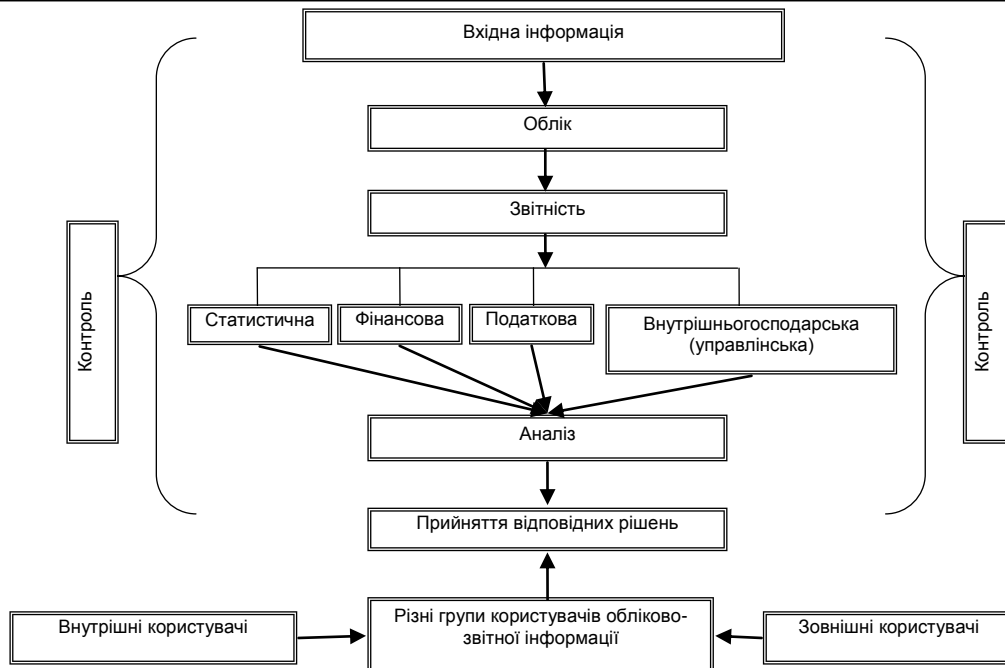 Вхідна інформація
Облік
Звітність
Контроль
Контроль
Статистична
Фінансова
Податкова
Внутрішньогосподарська
(управлінська)
Аналіз
Прийняття відповідних рішень
Внутрішні користувачі
Різні групи користувачів обліково-
звітної інформації
Зовнішні користувачі